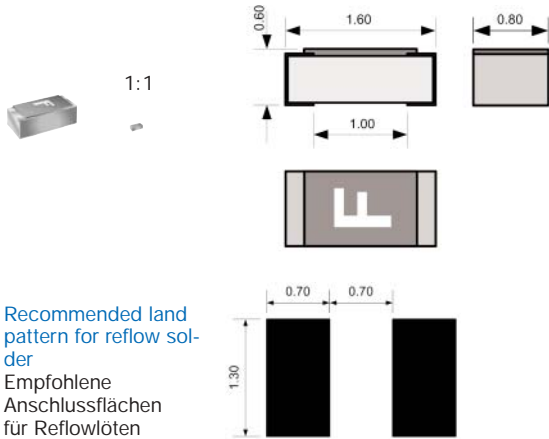 0.60
1.60
0.80
1:1
F
1.00
F
0.70
0.70
Recommended land
pattern for reflow sol-
der
Empfohlene
Anschlussflächen
für Reflowlöten
1.30